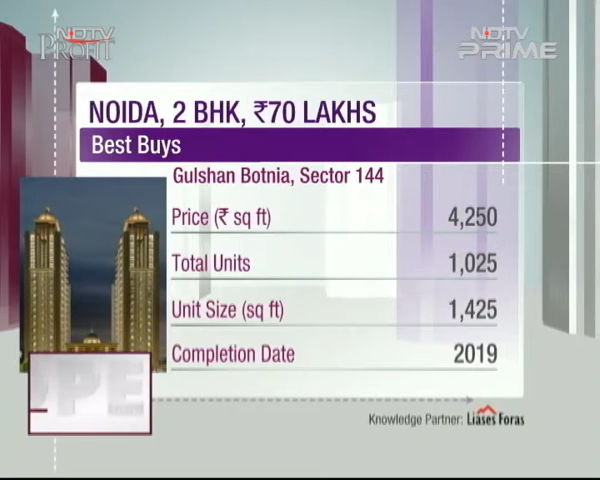 NDTV
PROFIT
NDTV
PRIME
NOIDA, 2 BHK, ₹70 LAKHS
Best Buys
Gulshan Botnia, Sector 144
Price (₹ sq ft) 4,250
Total Units 1,025
Unit Size (sq ft) 1,425
Completion Date 2019
Knowledge Partner: Liases Foras